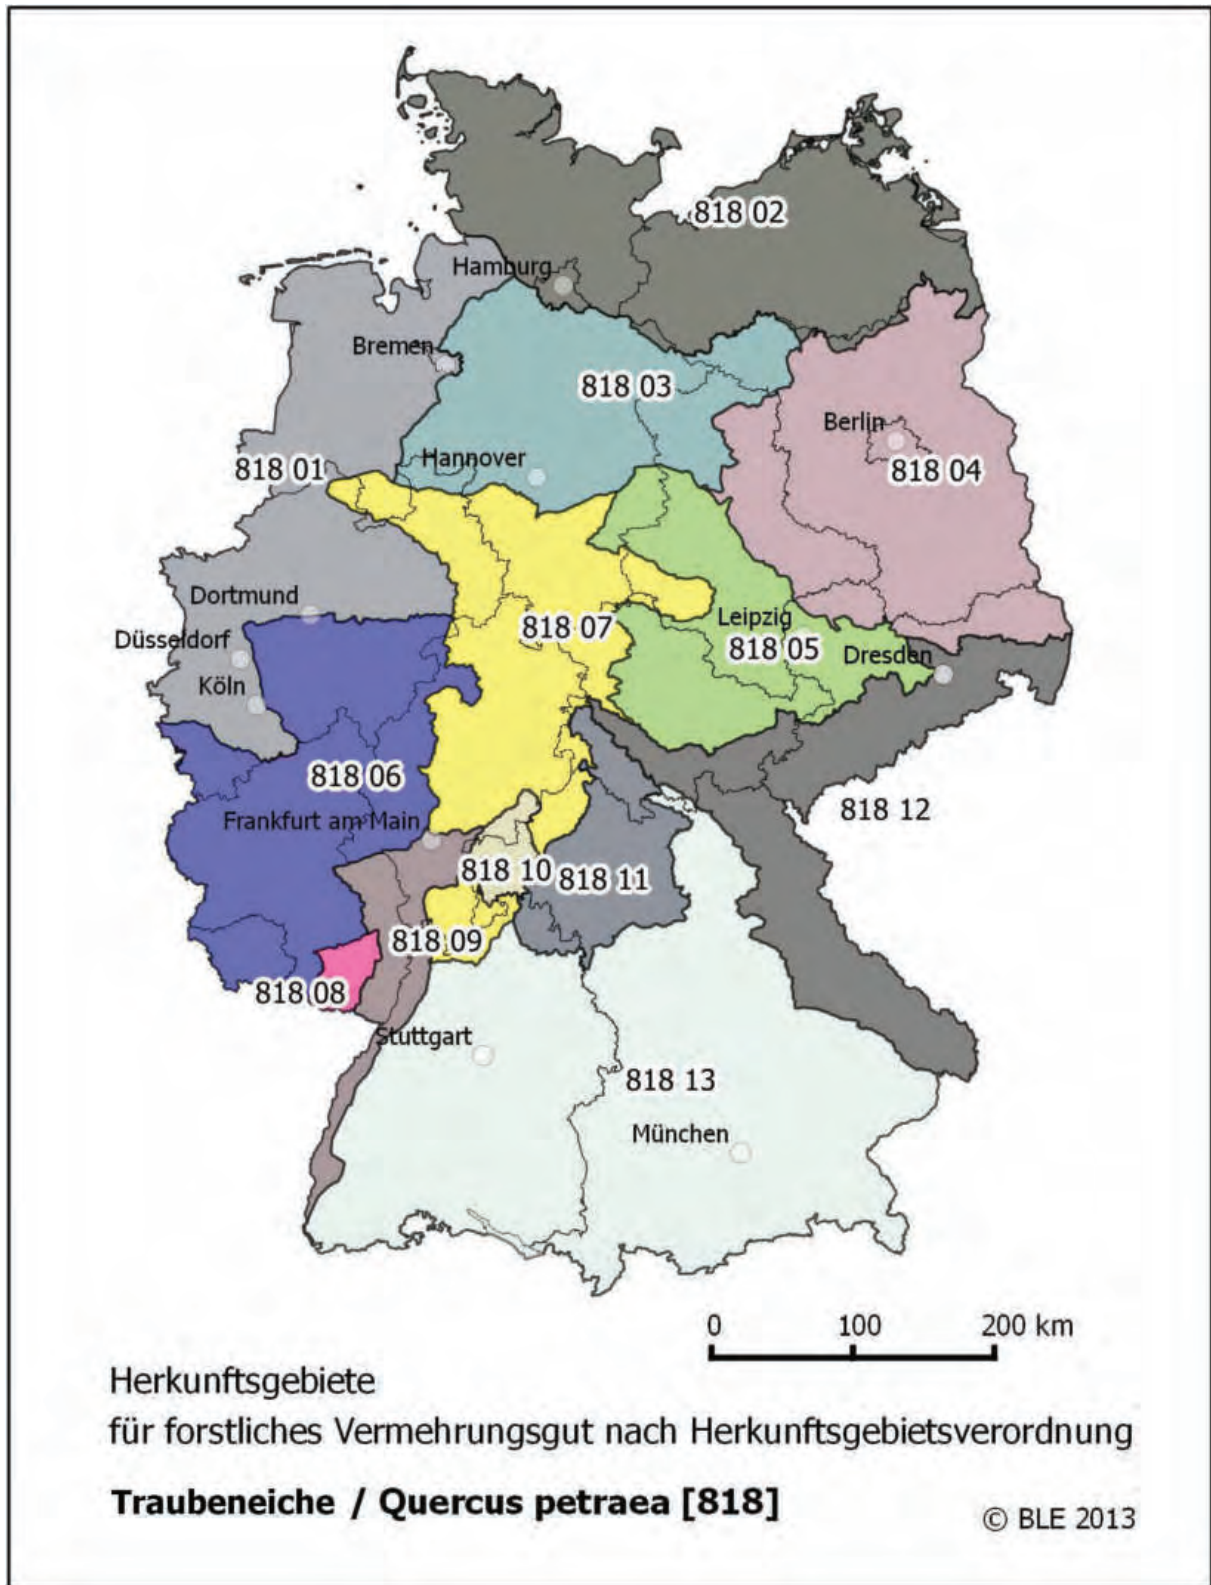 818 02
Hamburg
Bremen
818 03
Berlin
818 01
Hannover
818 04
Dortmund
818 07
Leipzig
Düsseldorf
818 05
Dresden
Köln
818 06
818 12
Frankfurt am Main
818 10
818 11
818 09
818 08
Stuttgart
818 13
München
0 100 200 km
Herkunftsgebiete
für forstliches Vermehrungsgut nach Herkunftsgebietsverordnung
Traubeneiche / Quercus petraea [818]
© BLE 2013